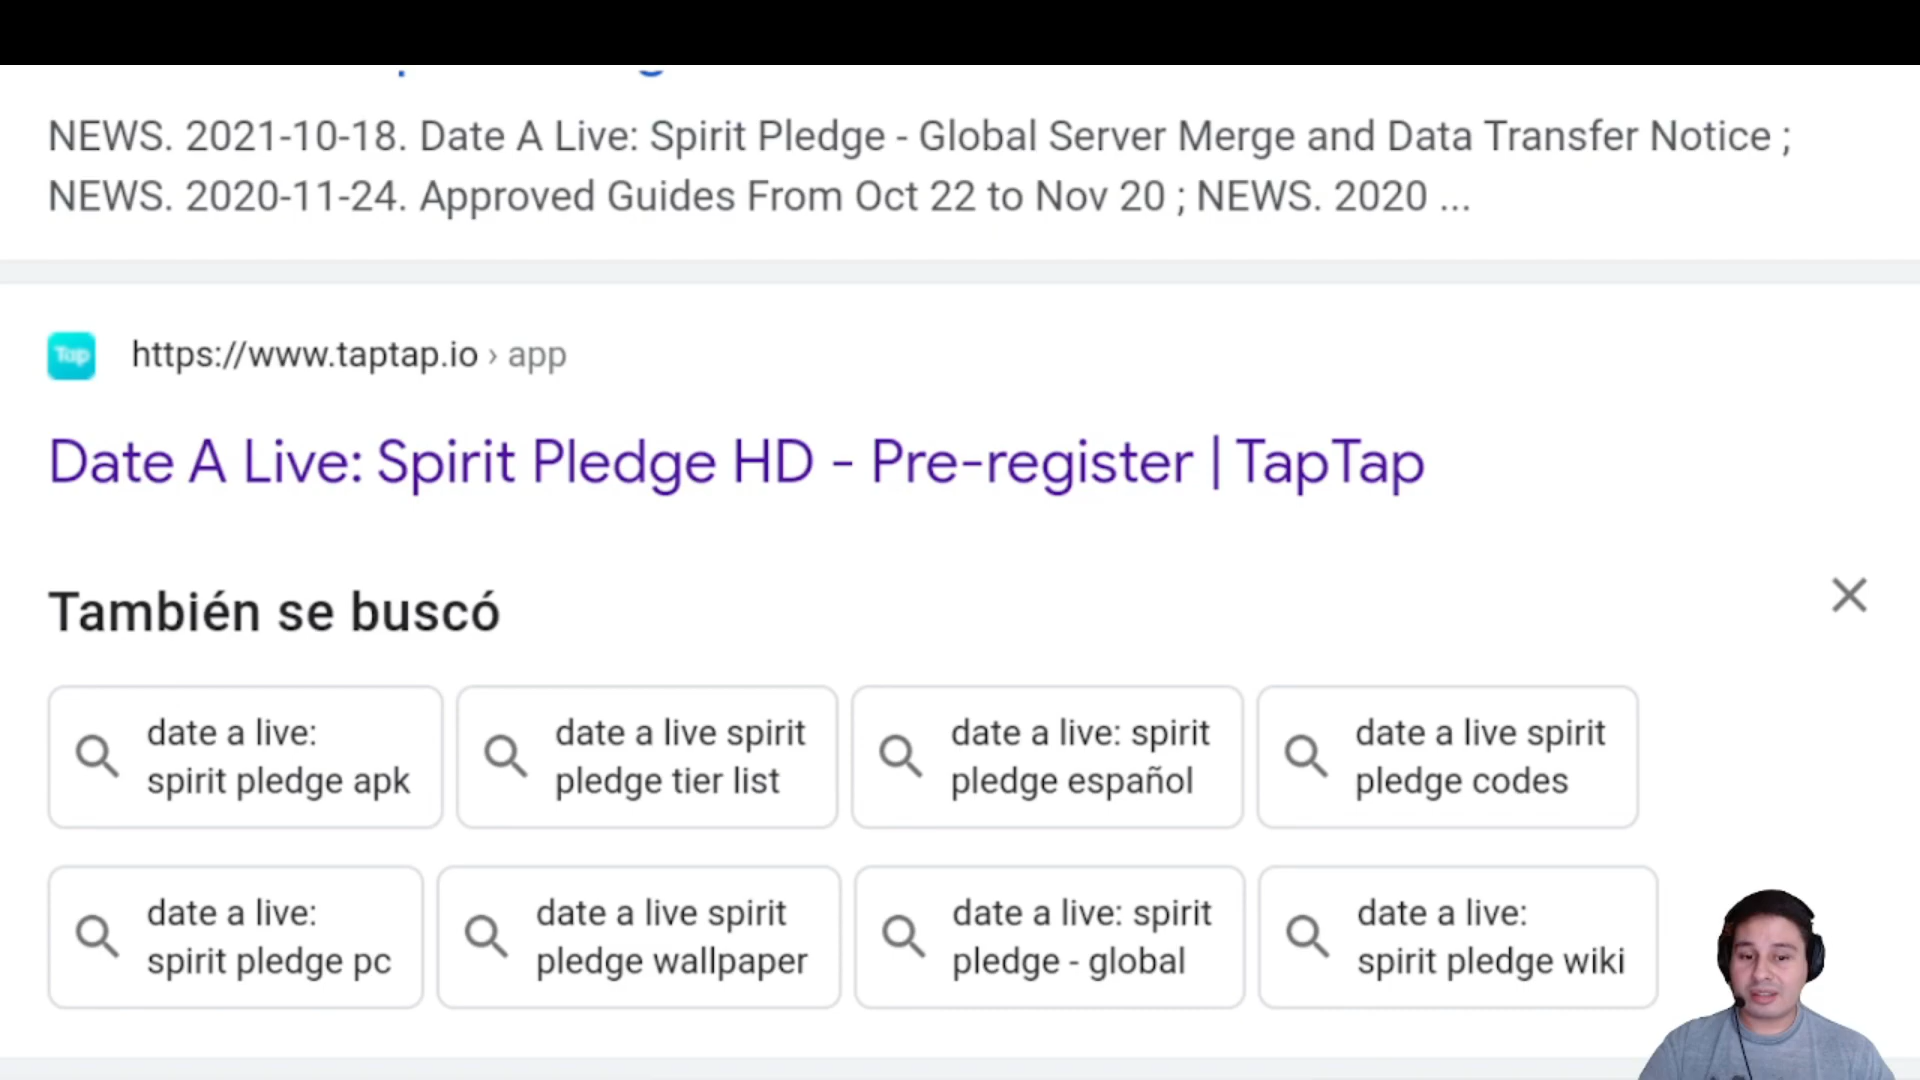 NEWS. 2021-10-18. Date A Live: Spirit Pledge - Global Server Merge and Data Transfer Notice ;
NEWS. 2020-11-24. Approved Guides From Oct 22 to Nov 20 ; NEWS. 2020 ...
Tap
https://www.taptap.io › app
Date A Live: Spirit Pledge HD - Pre-register | TapTap
También se buscó
date a live:
spirit pledge apk
date a live spirit
pledge tier list
date a live: spirit
pledge español
date a live spirit
pledge codes
date a live:
spirit pledge pc
date a live spirit
pledge wallpaper
date a live: spirit
pledge - global
date a live:
spirit pledge wiki